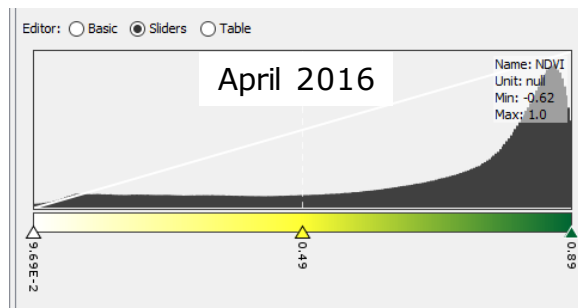 Editor: Basic Sliders Table
April 2016
Name: NDVI
Unit: null
Min: -0.62
Max: 1.0
9.69E-2
0.49
0.89